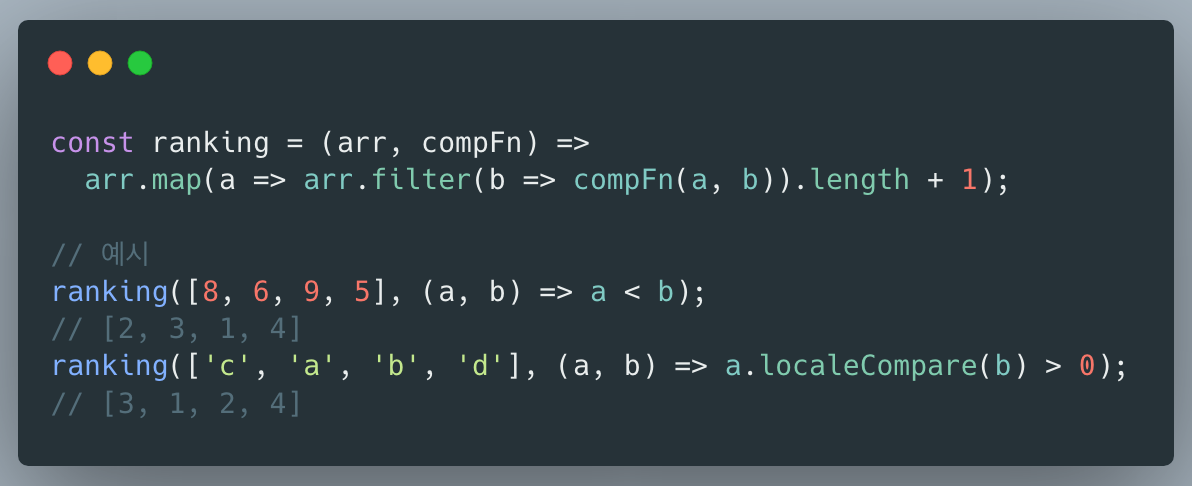 const ranking = (arr, compFn) =>
  arr.map(a => arr.filter(b => compFn(a, b)).length + 1);

// 예시
ranking([8, 6, 9, 5], (a, b) => a < b);
// [2, 3, 1, 4]
ranking(['c', 'a', 'b', 'd'], (a, b) => a.localeCompare(b) > 0);
// [3, 1, 2, 4]